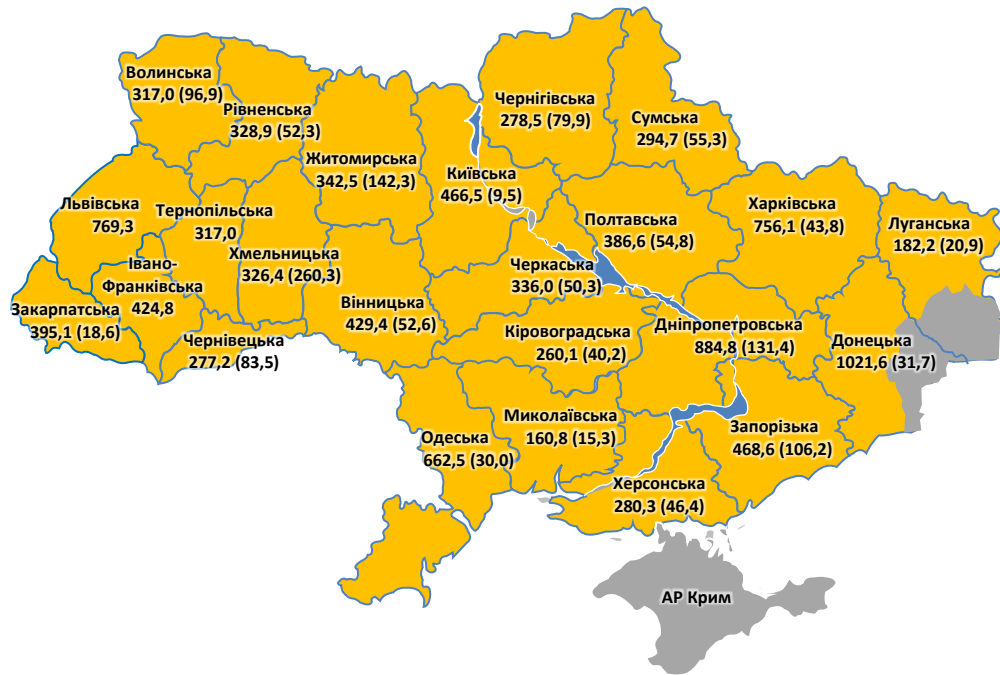 Волинська
317,0 (96,9)
Рівненська
328,9 (52,3)
Житомирська
342,5 (142,3)
Київська
466,5 (9,5)
Чернігівська
278,5 (79,9)
Сумська
294,7 (55,3)
Львівська
769,3
Тернопільська
317,0
Хмельницька
326,4 (260,3)
Івано-
Франківська
424,8
Закарпатська
395,1 (18,6)
Чернівецька
277,2 (83,5)
Вінницька
429,4 (52,6)
Черкаська
336,0 (50,3)
Полтавська
386,6 (54,8)
Харківська
756,1 (43,8)
Луганська
182,2 (20,9)
Кіровоградська
260,1 (40,2)
Дніпропетровська
884,8 (131,4)
Донецька
1021,6 (31,7)
Одеська
662,5 (30,0)
Миколаївська
160,8 (15,3)
Запорізька
468,6 (106,2)
Херсонська
280,3 (46,4)
АР Крим